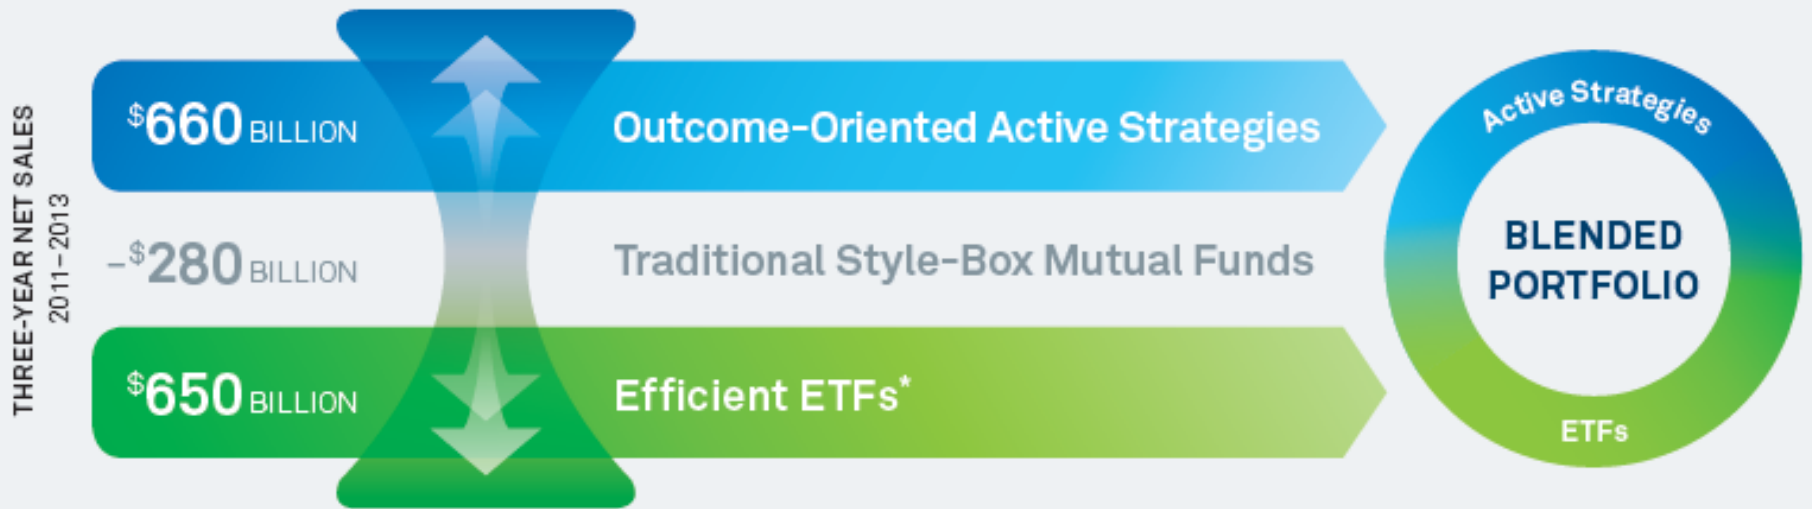 THREE-YEAR NET SALES
2011–2013
$660 BILLION
Outcome-Oriented Active Strategies
–$280 BILLION
Traditional Style-Box Mutual Funds
$650 BILLION
Efficient ETFs*
Active Strategies
BLENDED
PORTFOLIO
ETFs